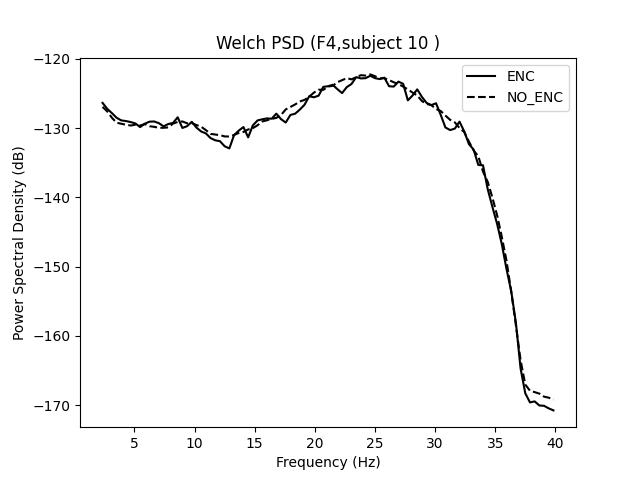 Welch PSD (F4,subject 10 )
ENC
NO_ENC
Power Spectral Density (dB)
−120
−130
−140
−150
−160
−170
5 10 15 20 25 30 35 40
Frequency (Hz)